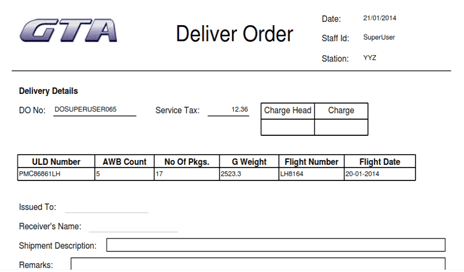 GTA
Deliver Order
Date: 21/01/2014
Staff Id: SuperUser
Station: YYZ
Delivery Details
DO No: DOSUPERUSER065 Service Tax: 12.36 Charge Head Charge
ULD Number AWB Count No Of Pkgs. G Weight Flight Number Flight Date
PMC86861LH 5 17 2523.3 LH8164 20-01-2014
Issued To:
Receiver's Name:
Shipment Description:
Remarks: